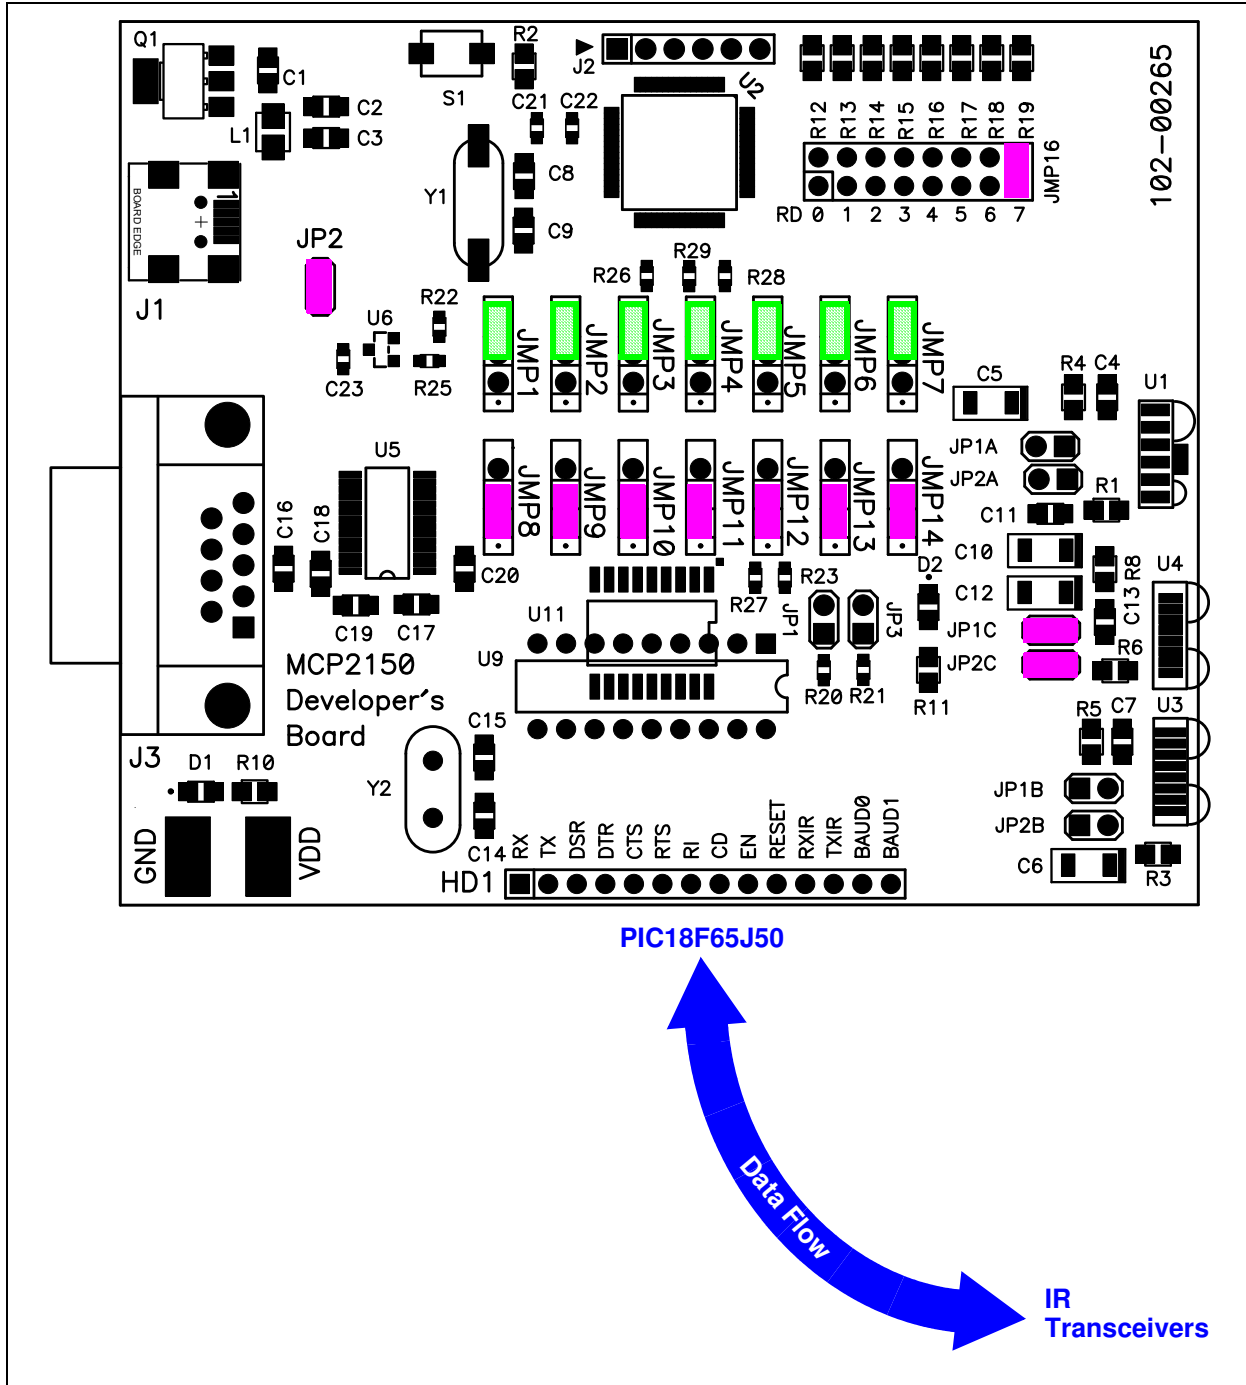 Q1
C1
C2
C3
L1
S1
R2
C21
C22
J2
U2
R12
R13
R14
R15
R16
R17
R18
R19
JMP16
RD 0 1 2 3 4 5 6 7
102-00265
1
BOARD EDGE
J1
JP2
Y1
C8
C9
R26
R29
R28
R22
U6
C23
R25
JMP1
JMP2
JMP3
JMP4
JMP5
JMP6
JMP7
C5
R4
C4
U1
JP1A
JP2A
C11
R1
U5
C16
C18
C20
C19
C17
JMP8
JMP9
JMP10
JMP11
JMP12
JMP13
JMP14
D2
C10
C12
R8
C13
U4
JP1C
JP2C
R6
R27
R23
JP1
JP3
U11
U9
R20
R21
R11
MCP2150
Developer's
Board
J3
D1
R10
GND
VDD
Y2
C15
C14
R5
C7
U3
JP1B
JP2B
C6
R3
HD1
RX
TX
DSR
DTR
CTS
RTS
RI
CD
EN
RESET
RXIR
TXIR
BAUD0
BAUD1
PIC18F65J50
Data Flow
IR
Transceivers